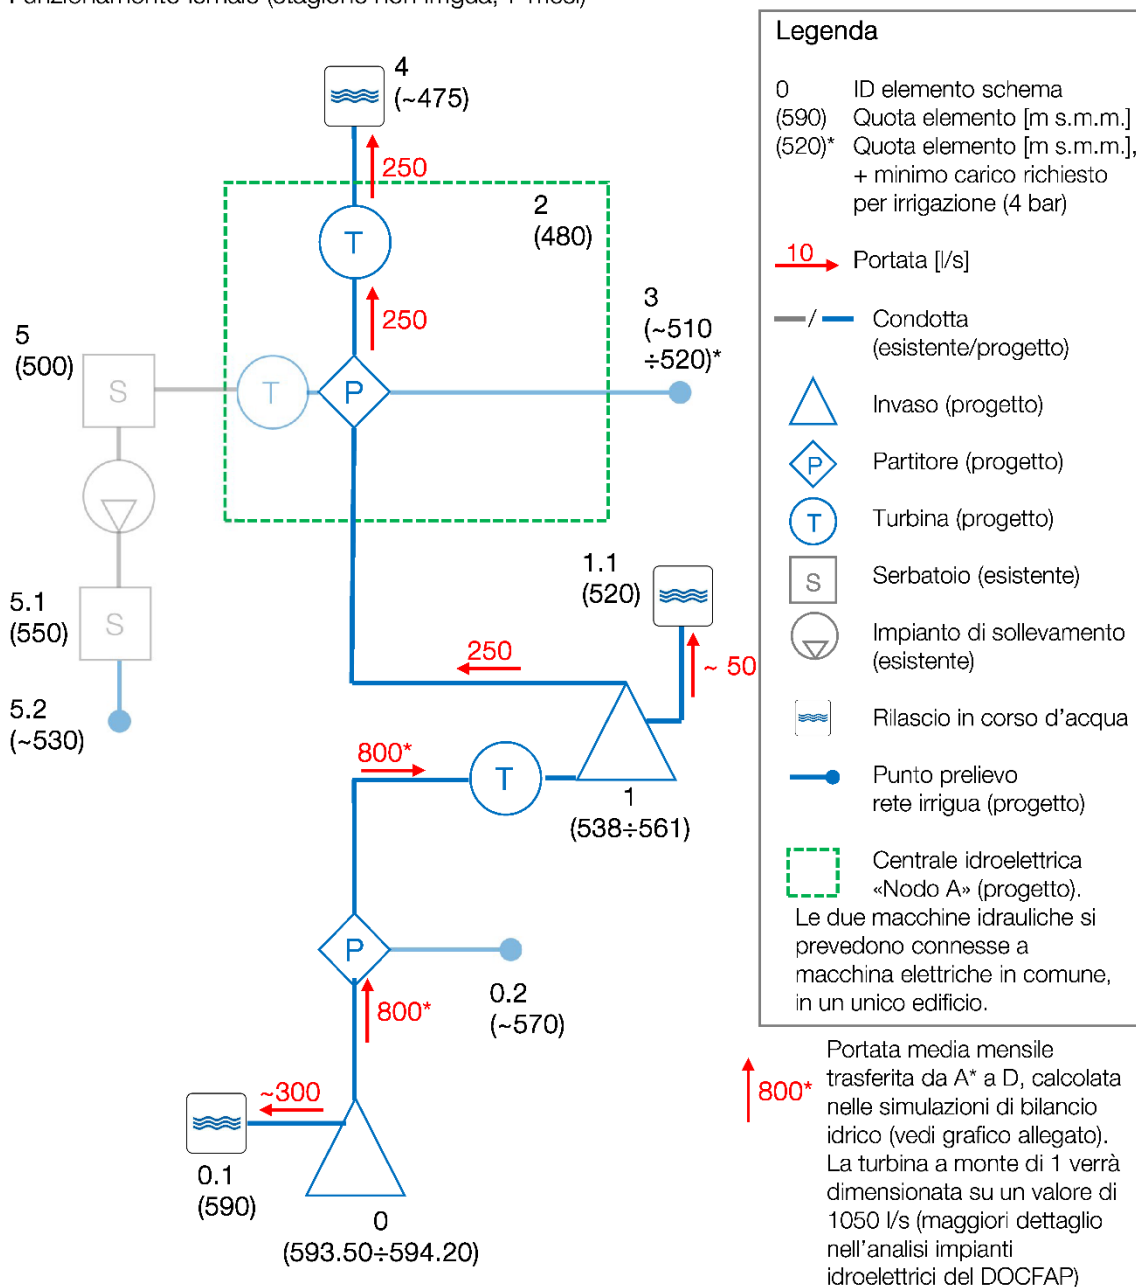 4
(~475)
250
2
(480)
T
250
3
(~510
÷520)*
5
(500)
S
T
P
5.1
(550)
S
5.2
(~530)
1.1
(520)
~ 50
250
800*
T
1
(538÷561)
P
0.2
(~570)
800*
~300
0.1
(590)
0
(593.50÷594.20)
Legenda
0 ID elemento schema
(590) Quota elemento [m s.m.m.]
(520)* Quota elemento [m s.m.m.],
+ minimo carico richiesto
per irrigazione (4 bar)
10 Portata [l/s]
/ Condotta
(esistente/progetto)
Invaso (progetto)
P Partitore (progetto)
T Turbina (progetto)
S Serbatoio (esistente)
Impianto di sollevamento
(esistente)
Rilascio in corso d'acqua
Punto prelievo
rete irrigua (progetto)
Centrale idroelettrica
«Nodo A» (progetto).
Le due macchine idrauliche si
prevedono connesse a
macchina elettriche in comune,
in un unico edificio.
800*
Portata media mensile
trasferita da A* a D, calcolata
nelle simulazioni di bilancio
idrico (vedi grafico allegato).
La turbina a monte di 1 verrà
dimensionata su un valore di
1050 l/s (maggiori dettaglio
nell'analisi impianti
idroelettrici del DOCFAP)